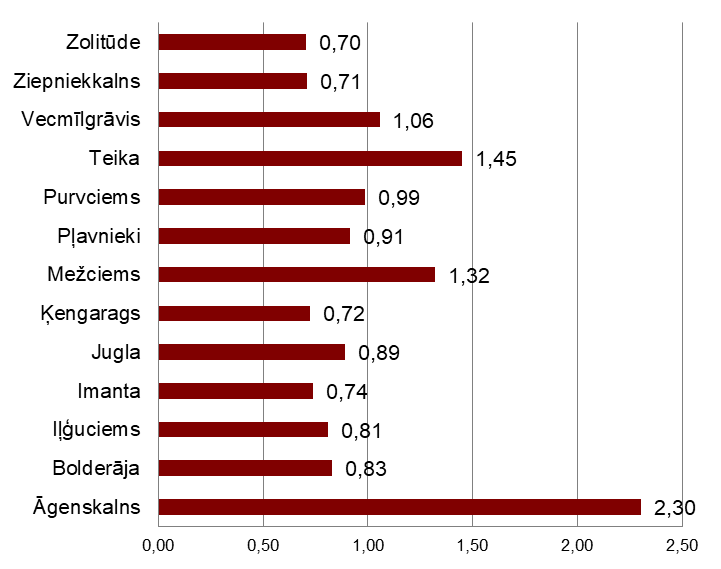 Zolitūde 0,70
Ziepniekkalns 0,71
Vecmīlgrāvis 1,06
Teika 1,45
Purvciems 0,99
Pļavnieki 0,91
Mežciems 1,32
Ķengarags 0,72
Jugla 0,89
Imanta 0,74
Iļģuciems 0,81
Bolderāja 0,83
Āgenskalns 2,30
0,00 0,50 1,00 1,50 2,00 2,50